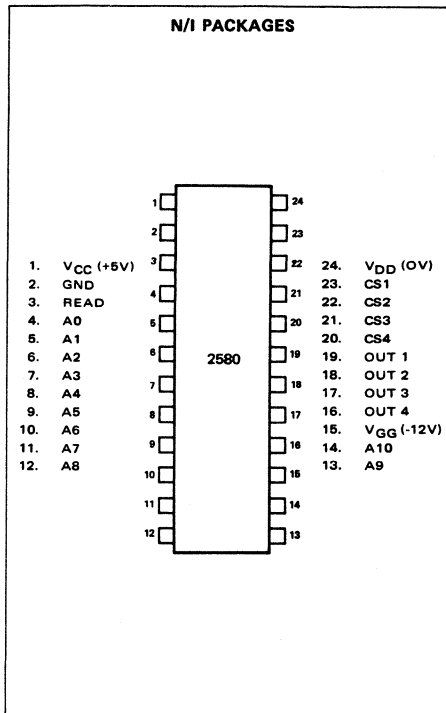 N/I PACKAGES
1. VCC (+5V)
2. GND
3. READ
4. A0
5. A1
6. A2
7. A3
8. A4
9. A5
10. A6
11. A7
12. A8
1
2
3
4
5
6
7
8
9
10
11
12
2580
24
23
22
21
20
19
18
17
16
15
14
13
24. VDD (OV)
23. CS1
22. CS2
21. CS3
20. CS4
19. OUT 1
18. OUT 2
17. OUT 3
16. OUT 4
15. VGG (-12V)
14. A10
13. A9